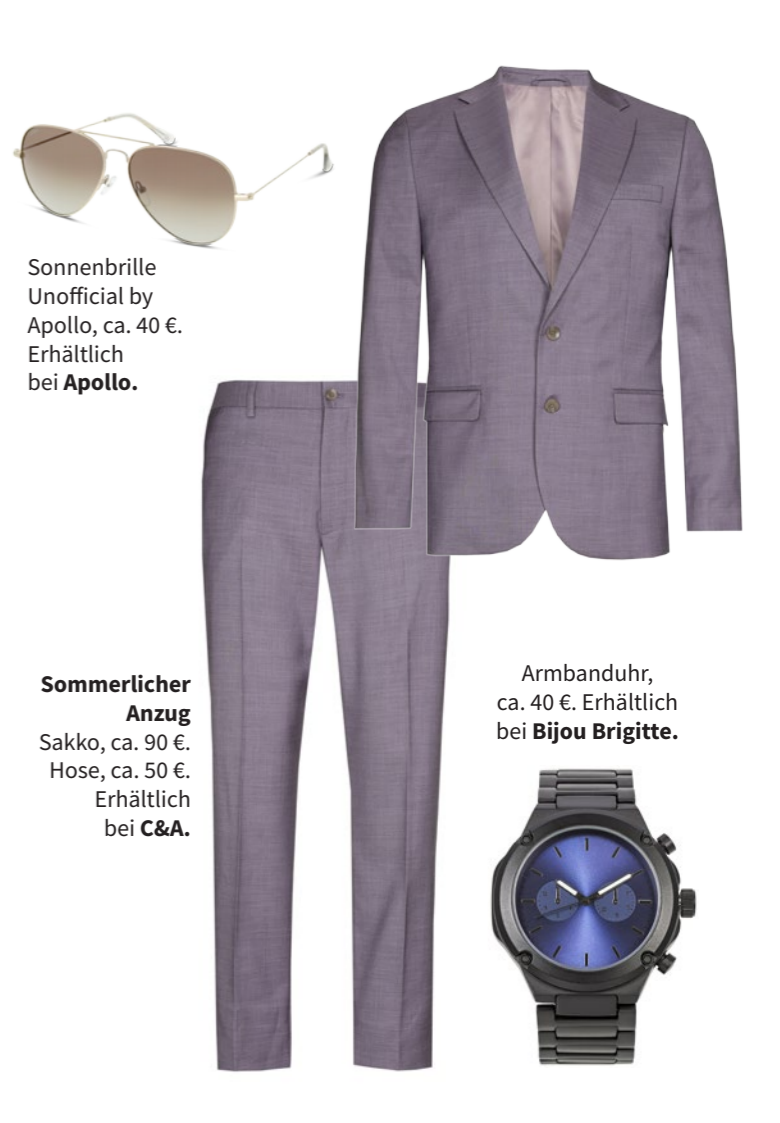 Sonnenbrille
Unofficial by
Apollo, ca. 40 €.
Erhältlich
bei Apollo.
Sommerlicher
Anzug
Sakko, ca. 90 €.
Hose, ca. 50 €.
Erhältlich
bei C&A.
Armbanduhr,
ca. 40 €. Erhältlich
bei Bijou Brigitte.